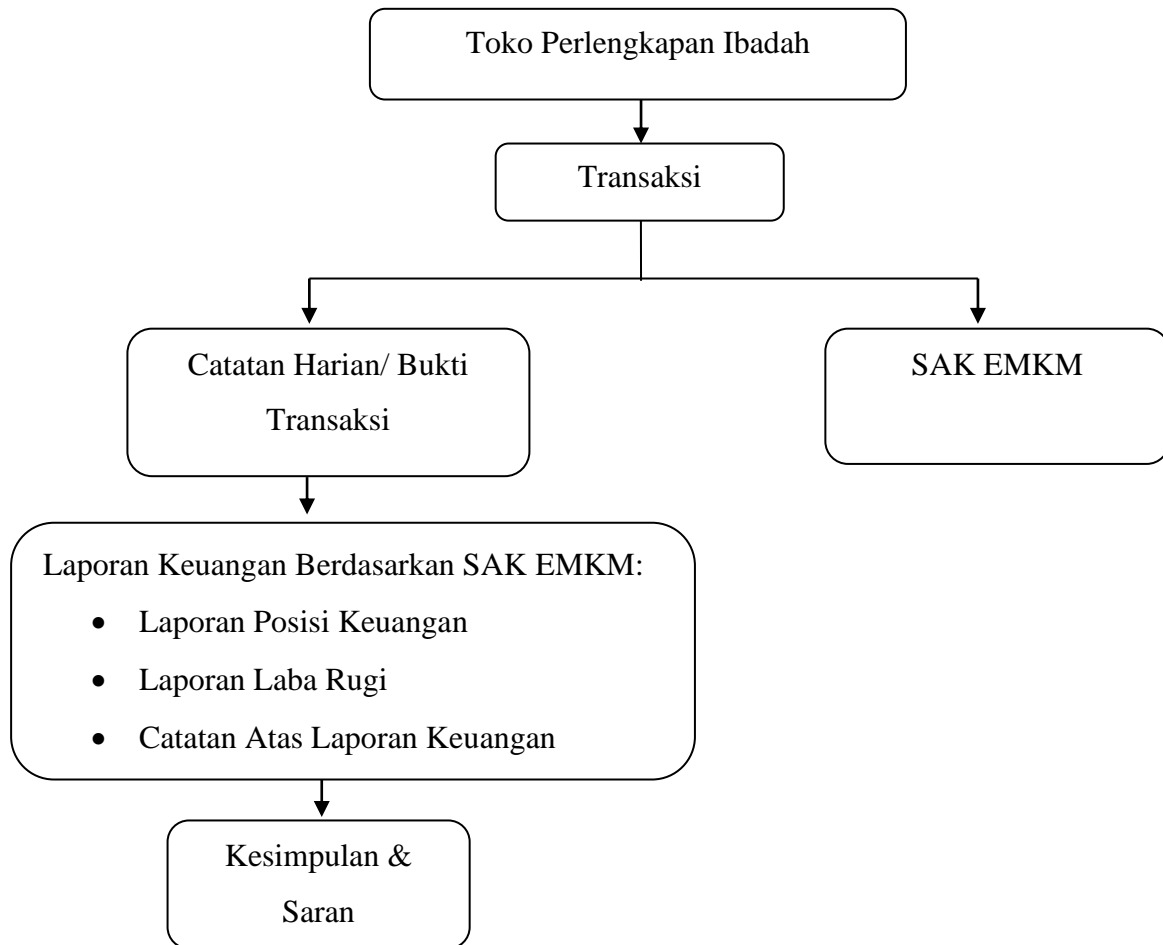 Toko Perlengkapan Ibadah
Transaksi
Catatan Harian/ Bukti
Transaksi
SAK EMKM
Laporan Keuangan Berdasarkan SAK EMKM:
• Laporan Posisi Keuangan
• Laporan Laba Rugi
• Catatan Atas Laporan Keuangan
Kesimpulan &
Saran